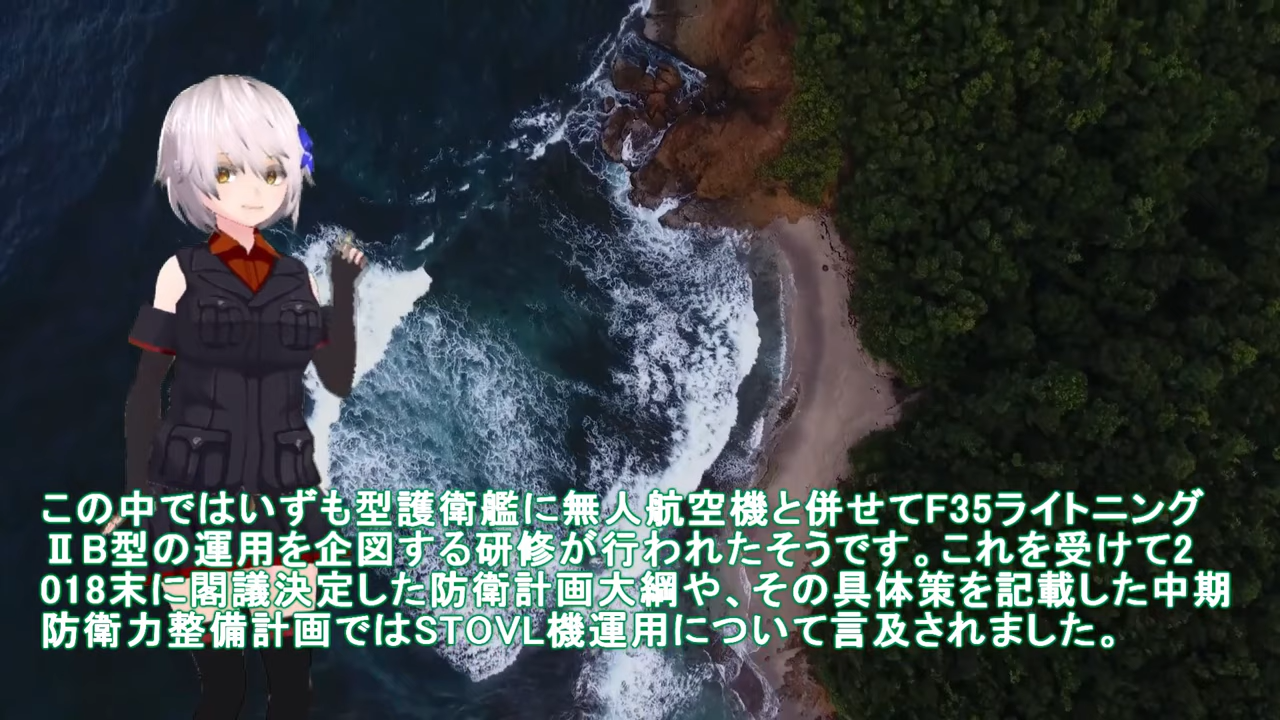 この中ではいずも型護衛艦に無人航空機と併せてF35ライトニング
ⅡB型の運用を企図する研修が行われたそうです。これを受けて2
018末に閣議決定した防衛計画大綱や、その具体策を記載した中期
防衛力整備計画ではSTOVL機運用について言及されました。